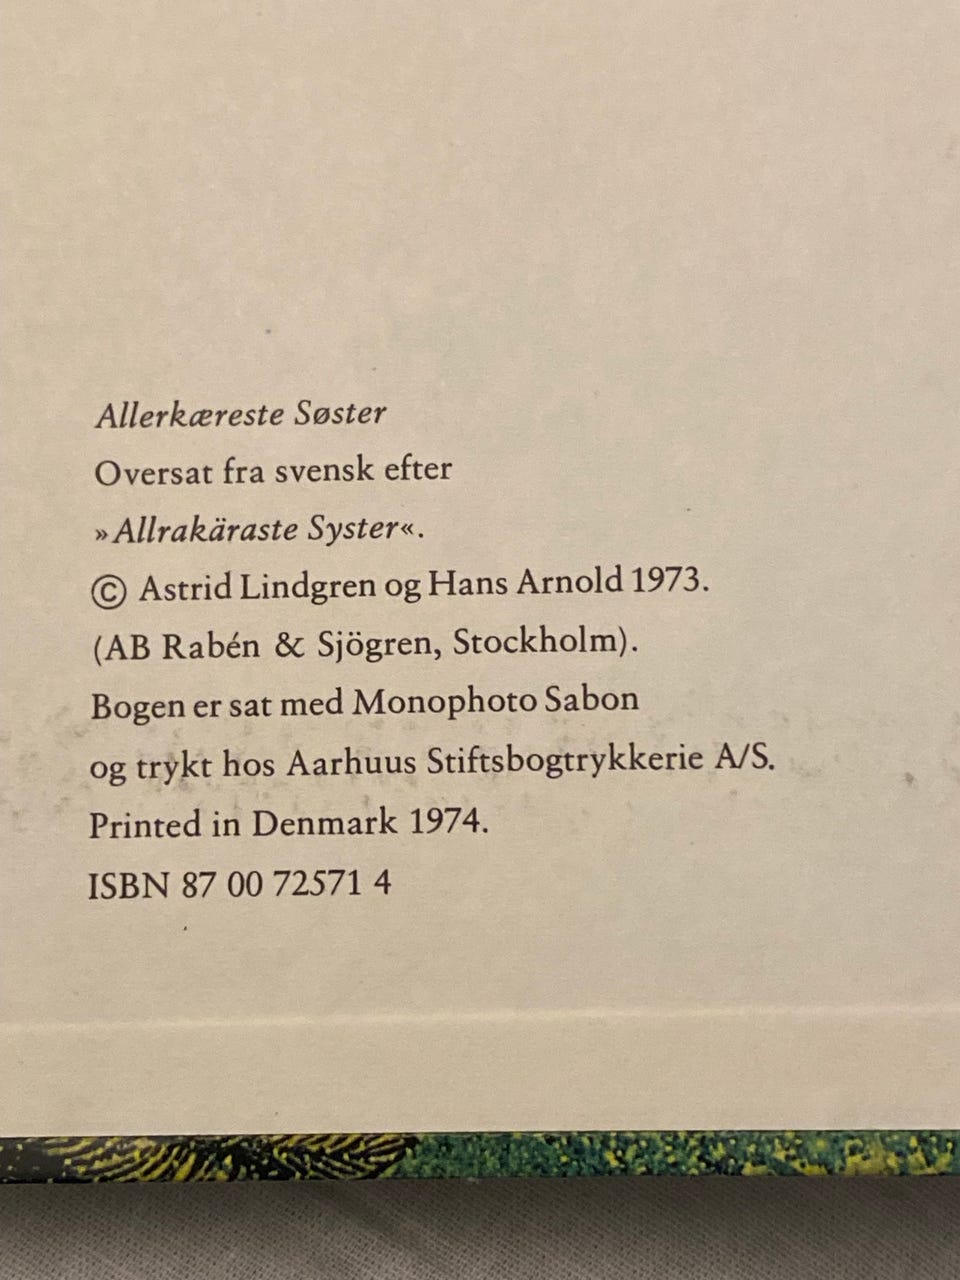 Allerkæreste Søster
Oversat fra svensk efter
»Allrakäraste Syster«.
© Astrid Lindgren og Hans Arnold 1973.
(AB Rabén & Sjögren, Stockholm).
Bogen er sat med Monophoto Sabon
og trykt hos Aarhuus Stiftsbogtrykkerie A/S.
Printed in Denmark 1974.
ISBN 87 00 72571 4